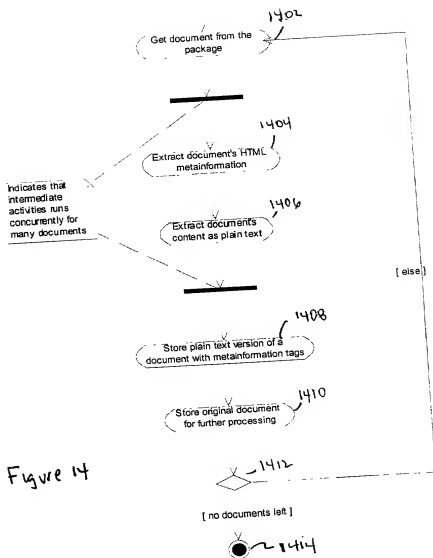 1402
Get document from the
package
1404
Extract document's HTML
metainformation
Indicates that
intermediate
activities runs
concurrently for
many documents
1406
Extract document's
content as plain text
[ else ]
1408
Store plain text version of a
document with metainformation tags
1410
Store original document
for further processing
1412
Figure 14
[ no documents left ]
1414